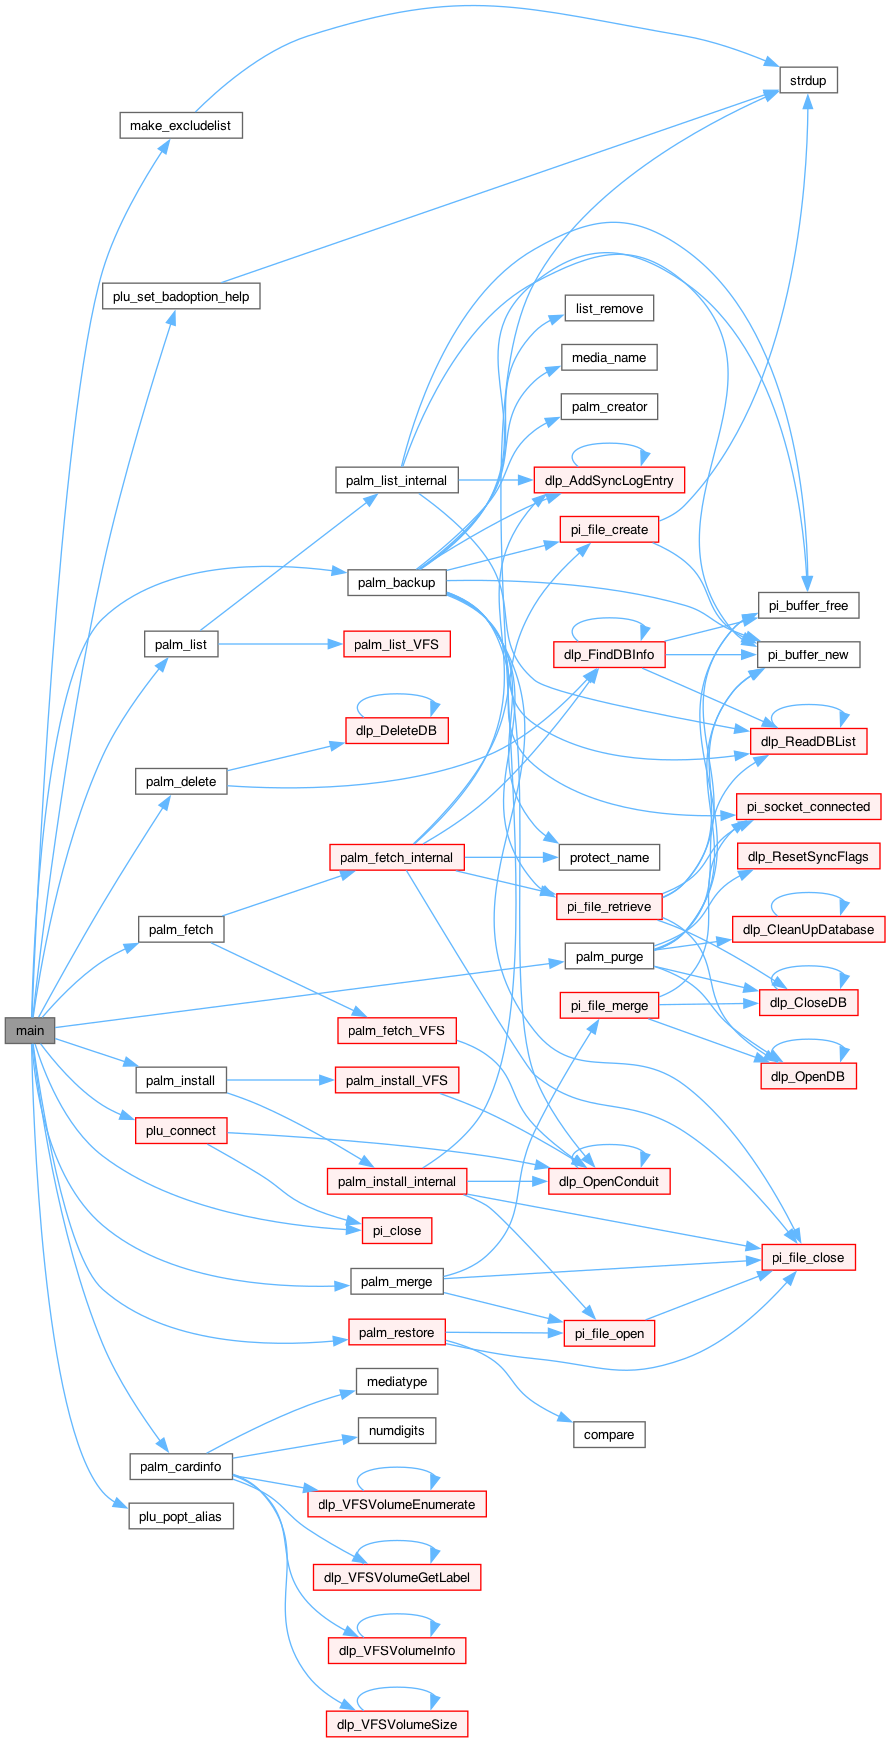 strdup
make_excludelist
plu_set_badoption_help
list_remove
media_name
palm_creator
palm_list_internal
dlp_AddSyncLogEntry
pi_file_create
palm_backup
pi_buffer_free
palm_list
palm_list_VFS
dlp_FindDBInfo
pi_buffer_new
dlp_DeleteDB
dlp_ReadDBList
palm_delete
pi_socket_connected
palm_fetch_internal
protect_name
dlp_ResetSyncFlags
pi_file_retrieve
palm_fetch
dlp_CleanUpDatabase
palm_purge
main
palm_fetch_VFS
pi_file_merge
dlp_CloseDB
palm_install
palm_install_VFS
dlp_OpenDB
plu_connect
palm_install_internal
dlp_OpenConduit
pi_close
pi_file_close
palm_merge
palm_restore
pi_file_open
mediatype
numdigits
compare
palm_cardinfo
dlp_VFSVolumeEnumerate
plu_popt_alias
dlp_VFSVolumeGetLabel
dlp_VFSVolumeInfo
dlp_VFSVolumeSize